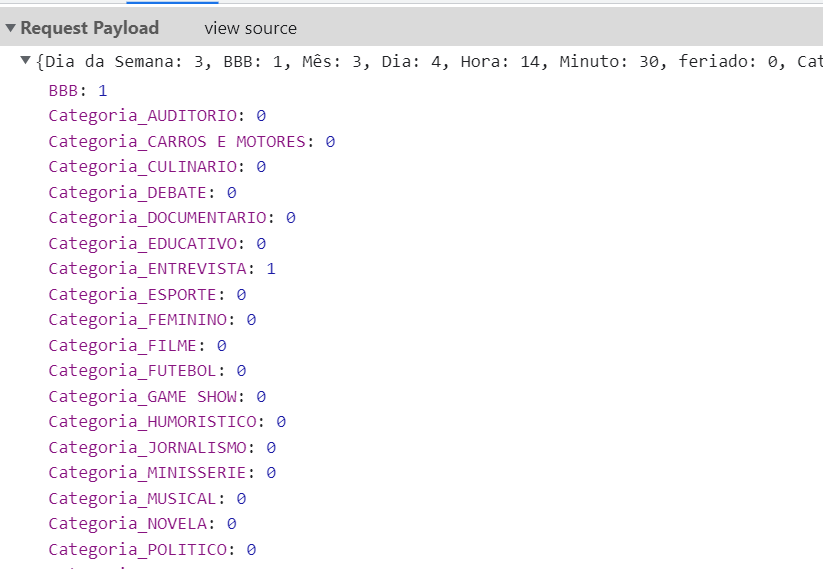 Request Payload view source
{Dia da Semana: 3, BBB: 1, Mês: 3, Dia: 4, Hora: 14, Minuto: 30, feriado: 0, Cat
BBB: 1
Categoria_AUDITORIO: 0
Categoria_CARROS E MOTORES: 0
Categoria_CULINARIO: 0
Categoria_DEBATE: 0
Categoria_DOCUMENTARIO: 0
Categoria_EDUCATIVO: 0
Categoria_ENTREVISTA: 1
Categoria_ESPORTE: 0
Categoria_FEMININO: 0
Categoria_FILME: 0
Categoria_FUTEBOL: 0
Categoria_GAME SHOW: 0
Categoria_HUMORISTICO: 0
Categoria_JORNALISMO: 0
Categoria_MINISSERIE: 0
Categoria_MUSICAL: 0
Categoria_NOVELA: 0
Categoria_POLITICO: 0